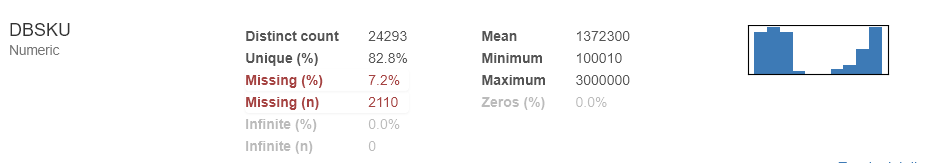 DBSKU
Numeric
Distinct count 24293
Unique (%) 82.8%
Missing (%) 7.2%
Missing (n) 2110
Infinite (%) 0.0%
Infinite (n) 0
Mean 1372300
Minimum 100010
Maximum 3000000
Zeros (%) 0.0%